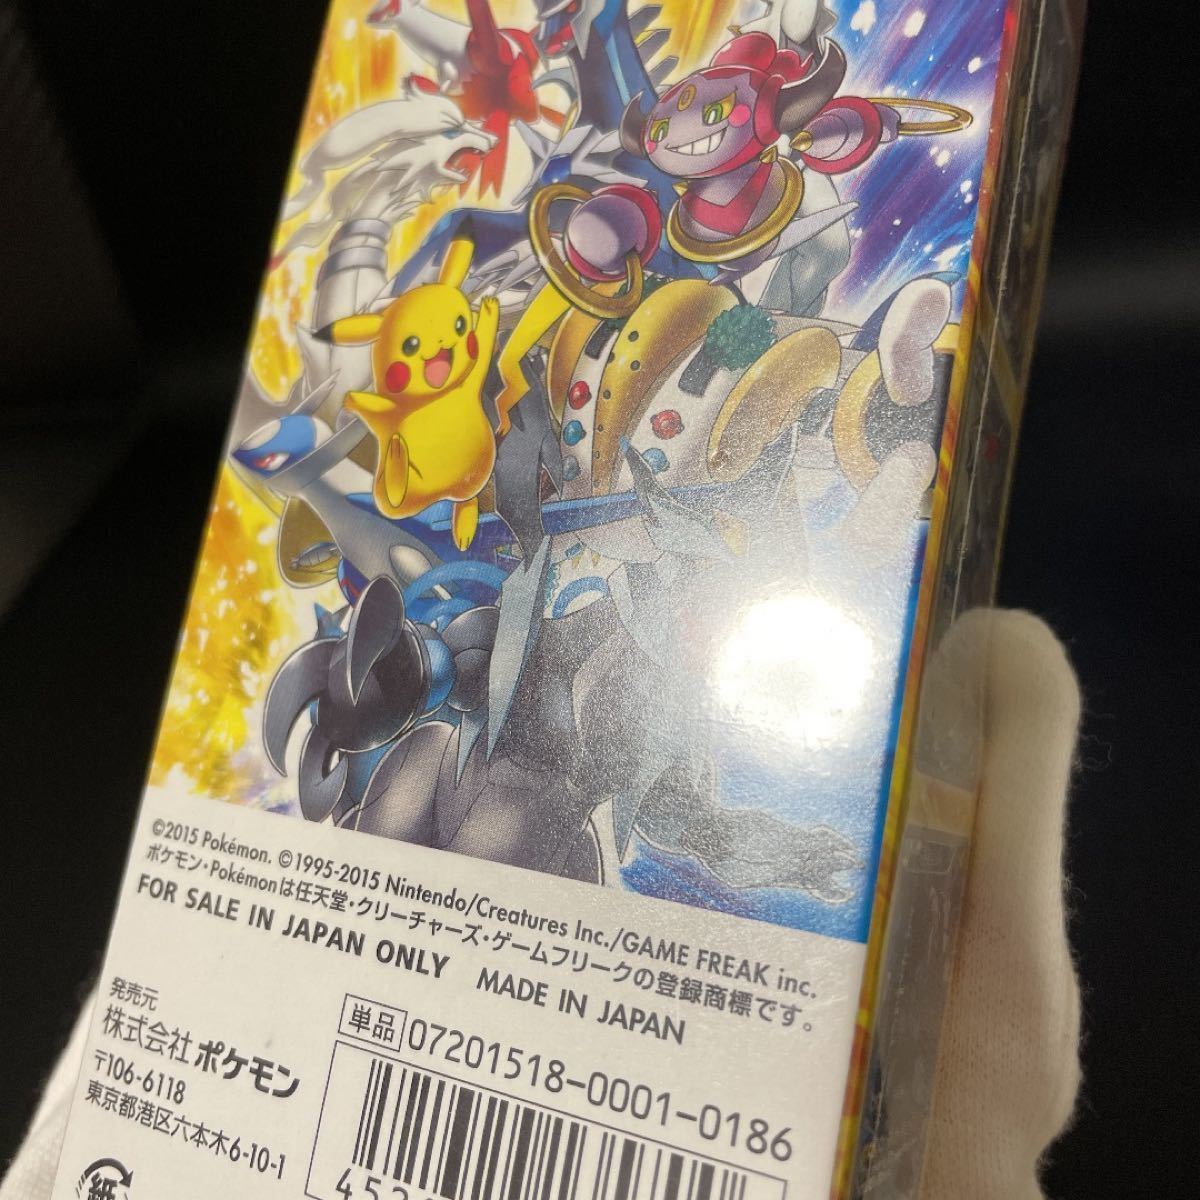 ©2015 Pokémon. ©1995-2015 Nintendo/Creatures Inc./GAME FREAK inc.
ポケモン・Pokémonは任天堂・クリーチャーズ・ゲームフリークの登録商標です。
FOR SALE IN JAPAN ONLY MADE IN JAPAN
発売元
株式会社 ポケモン
〒106-6118
東京都港区六本木6-10-1
単品 07201518-0001-0186
紙